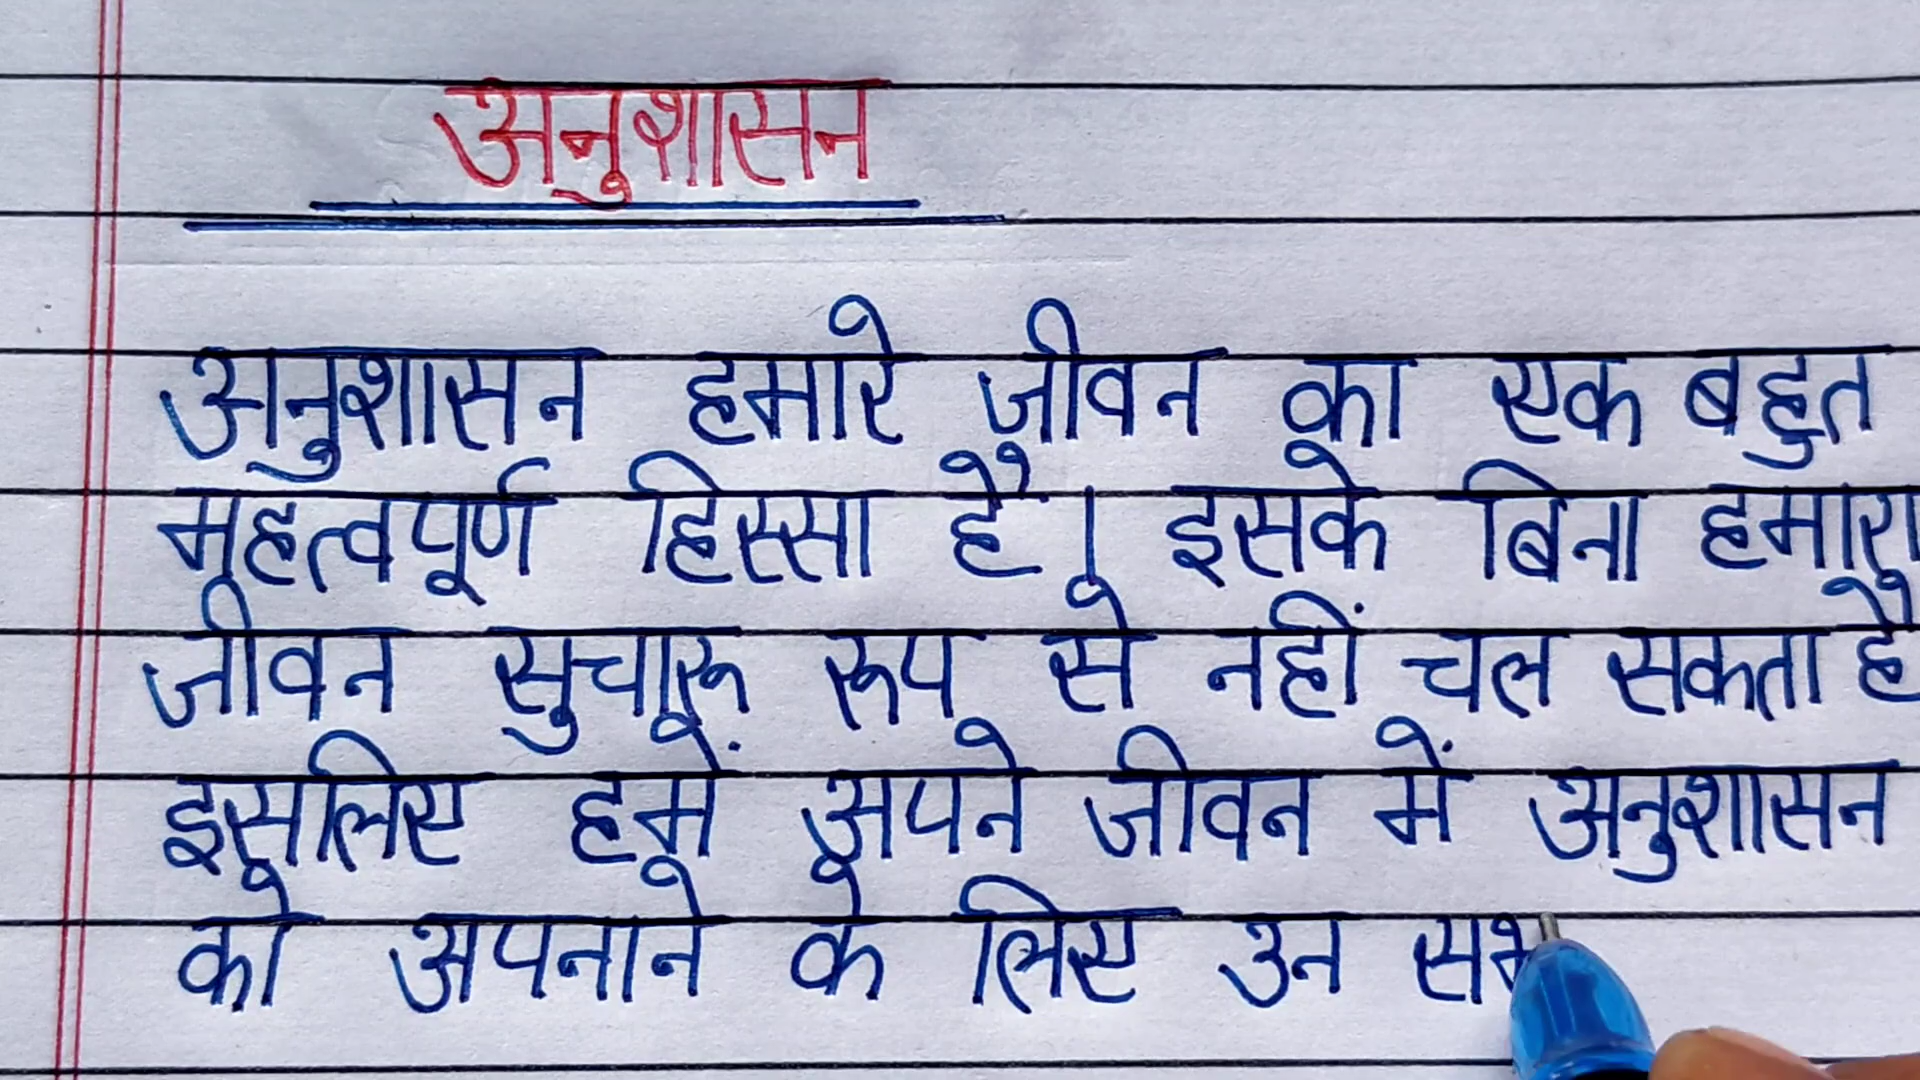 अनुशासन
अनुशासन हमारे जीवन का एक बहुत
महत्वपूर्ण हिस्सा है। इसके बिना हमारा
जीवन सुचारू रूप से नहीं चल सकता है
इसलिए हमें अपने जीवन में अनुशासन
को अपनाने के लिए उन